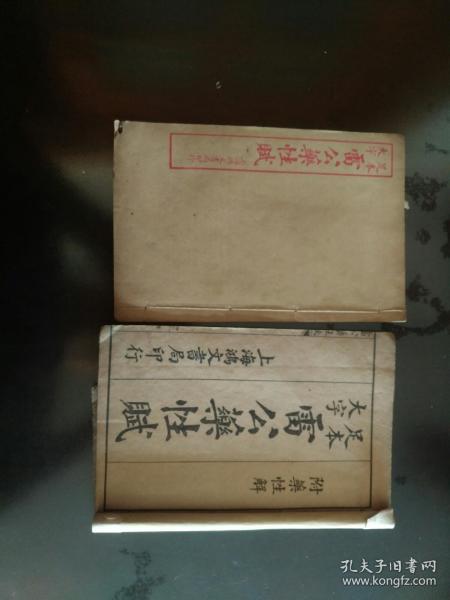 足本
大字
雷公藥性賦
附藥性解
足本
大字
雷公藥性賦
上海鴻文書局印行
孔夫子旧书网
www.kongfz.com